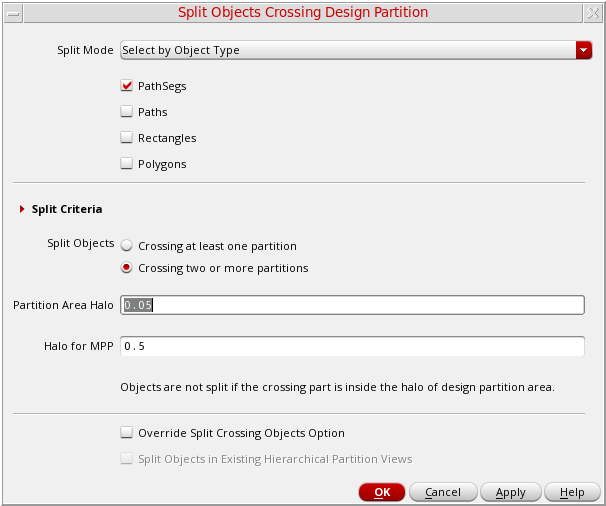 Split Objects Crossing Design Partition
Split Mode Select by Object Type
PathSegs
Paths
Rectangles
Polygons
Split Criteria
Split Objects Crossing at least one partition
Crossing two or more partitions
Partition Area Halo 0.05
Halo for MPP 0.5
Objects are not split if the crossing part is inside the halo of design partition area.
Override Split Crossing Objects Option
Split Objects in Existing Hierarchical Partition Views
OK Cancel Apply Help